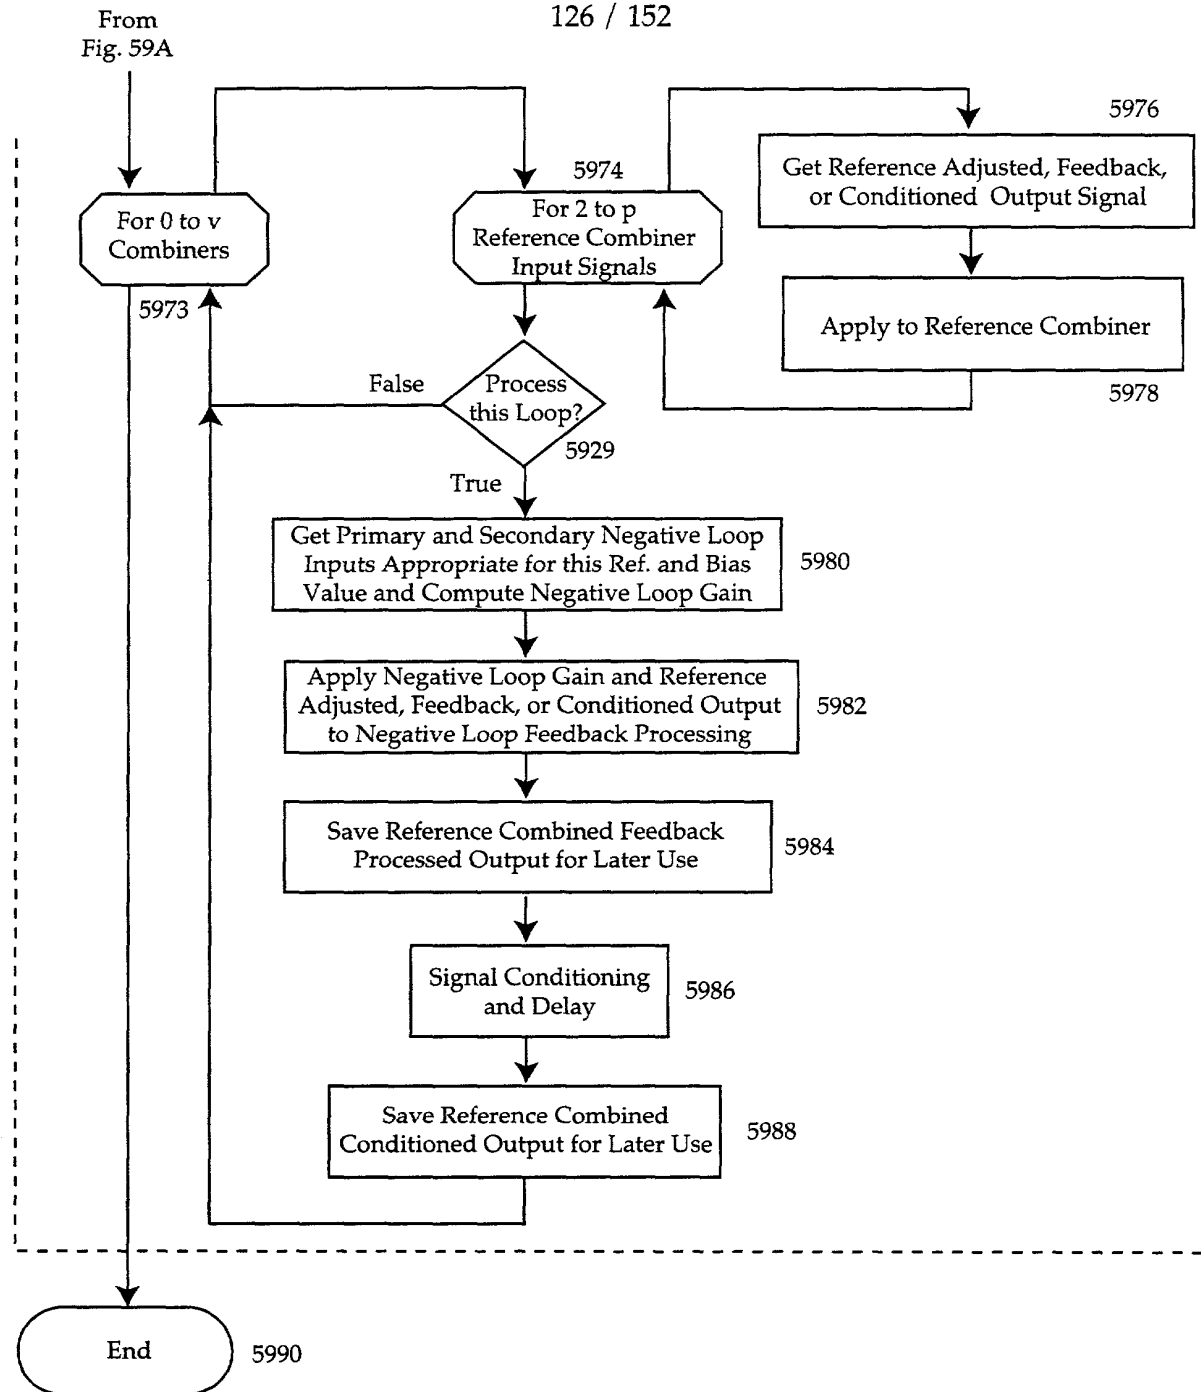 126 / 152
From
Fig. 59A
For 0 to v
Combiners
5973
5974
For 2 to p
Reference Combiner
Input Signals
5976
Get Reference Adjusted, Feedback,
or Conditioned Output Signal
Apply to Reference Combiner
5978
False
Process
this Loop?
5929
True
Get Primary and Secondary Negative Loop
Inputs Appropriate for this Ref. and Bias
Value and Compute Negative Loop Gain
5980
Apply Negative Loop Gain and Reference
Adjusted, Feedback, or Conditioned Output
to Negative Loop Feedback Processing
5982
Save Reference Combined Feedback
Processed Output for Later Use
5984
Signal Conditioning
and Delay
5986
Save Reference Combined
Conditioned Output for Later Use
5988
End
5990